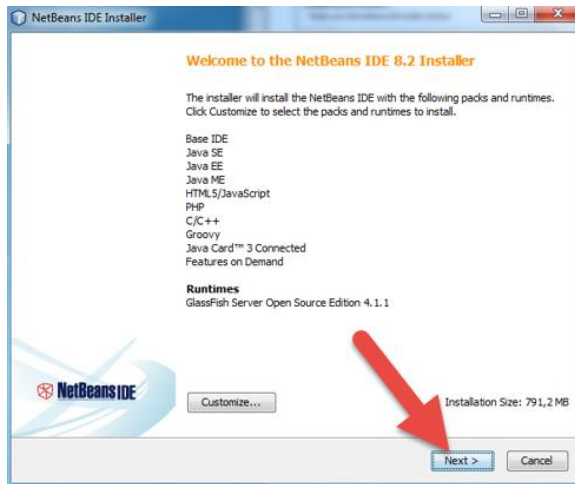 NetBeans IDE Installer
Welcome to the NetBeans IDE 8.2 Installer
The installer will install the NetBeans IDE with the following packs and runtimes.
Click Customize to select the packs and runtimes to install.
Base IDE
Java SE
Java EE
Java ME
HTML5/JavaScript
PHP
C/C++
Groovy
Java Card™ 3 Connected
Features on Demand
Runtimes
GlassFish Server Open Source Edition 4.1.1
NetBeans IDE
Customize...
Installation Size: 791,2 MB
Next >
Cancel